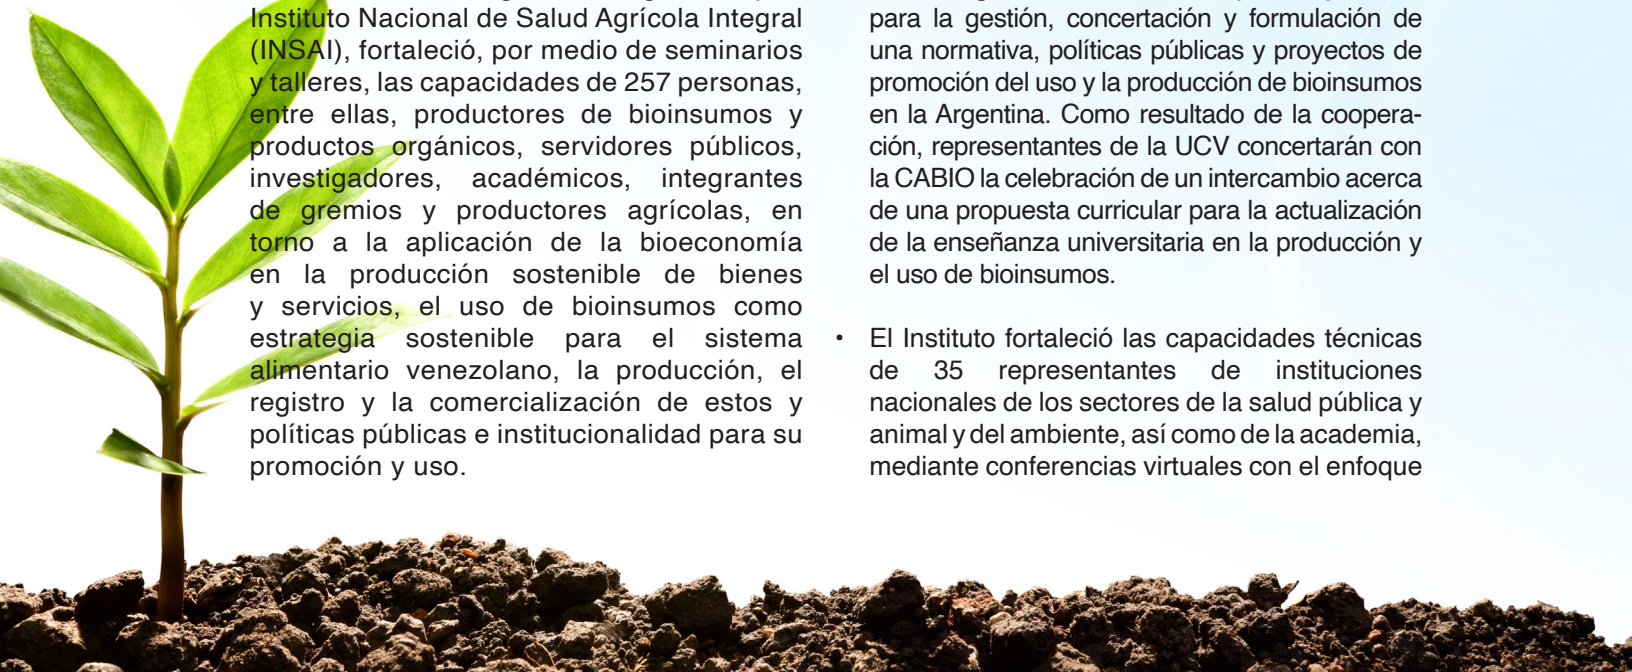 Instituto Nacional de Salud Agrícola Integral
(INSAI), fortaleció, por medio de seminarios
y talleres, las capacidades de 257 personas,
entre ellas, productores de bioinsumos y
productos orgánicos, servidores públicos,
investigadores, académicos, integrantes
de gremios y productores agrícolas, en
torno a la aplicación de la bioeconomía
en la producción sostenible de bienes
y servicios, el uso de bioinsumos como
estrategia sostenible para el sistema
alimentario venezolano, la producción, el
registro y la comercialización de estos y
políticas públicas e institucionalidad para su
promoción y uso.
para la gestión, concertación y formulación de
una normativa, políticas públicas y proyectos de
promoción del uso y la producción de bioinsumos
en la Argentina. Como resultado de la coopera-
ción, representantes de la UCV concertarán con
la CABIO la celebración de un intercambio acerca
de una propuesta curricular para la actualización
de la enseñanza universitaria en la producción y
el uso de bioinsumos.
• El Instituto fortaleció las capacidades técnicas
de 35 representantes de instituciones
nacionales de los sectores de la salud pública y
animal y del ambiente, así como de la academia,
mediante conferencias virtuales con el enfoque